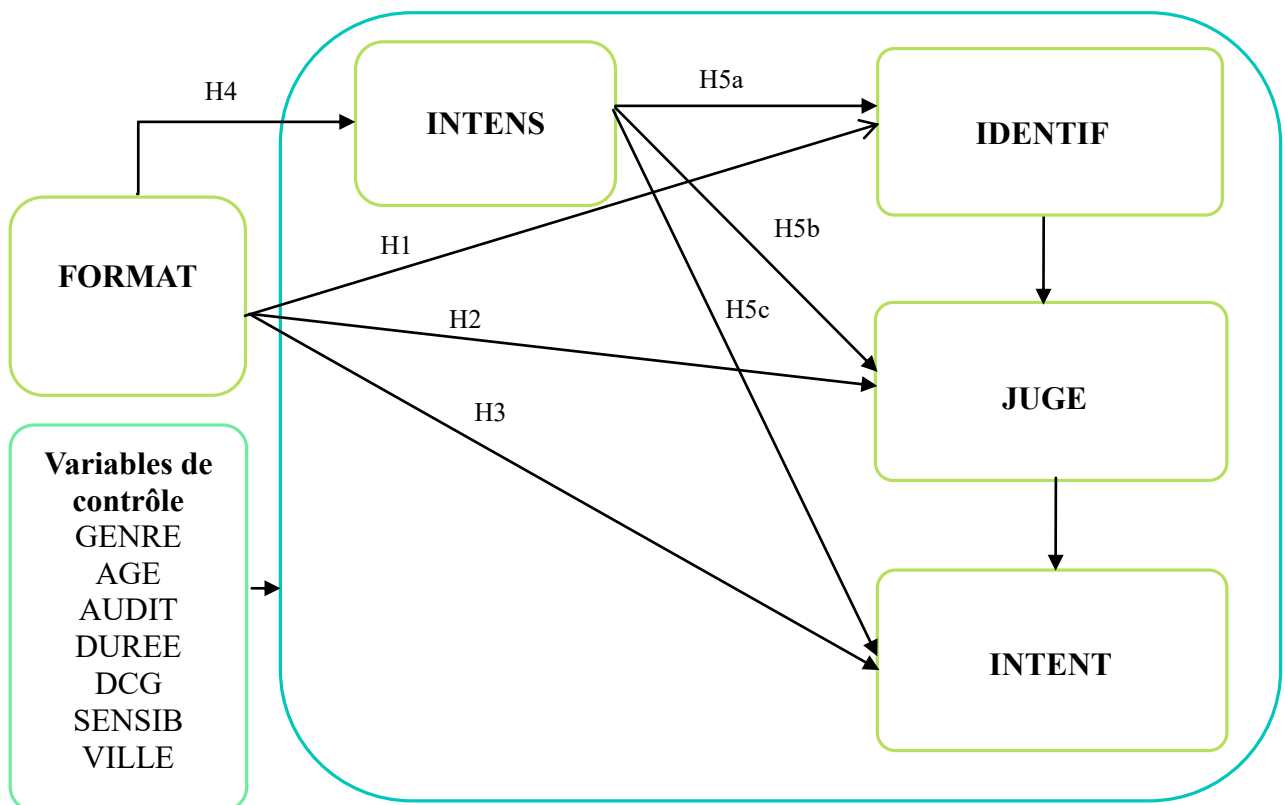 H4
INTENS
H5a
IDENTIF
FORMAT
H1
H5b
H5c
H2
JUGE
H3
INTENT
Variables de
contrôle
GENRE
AGE
AUDIT
DUREE
DCG
SENSIB
VILLE